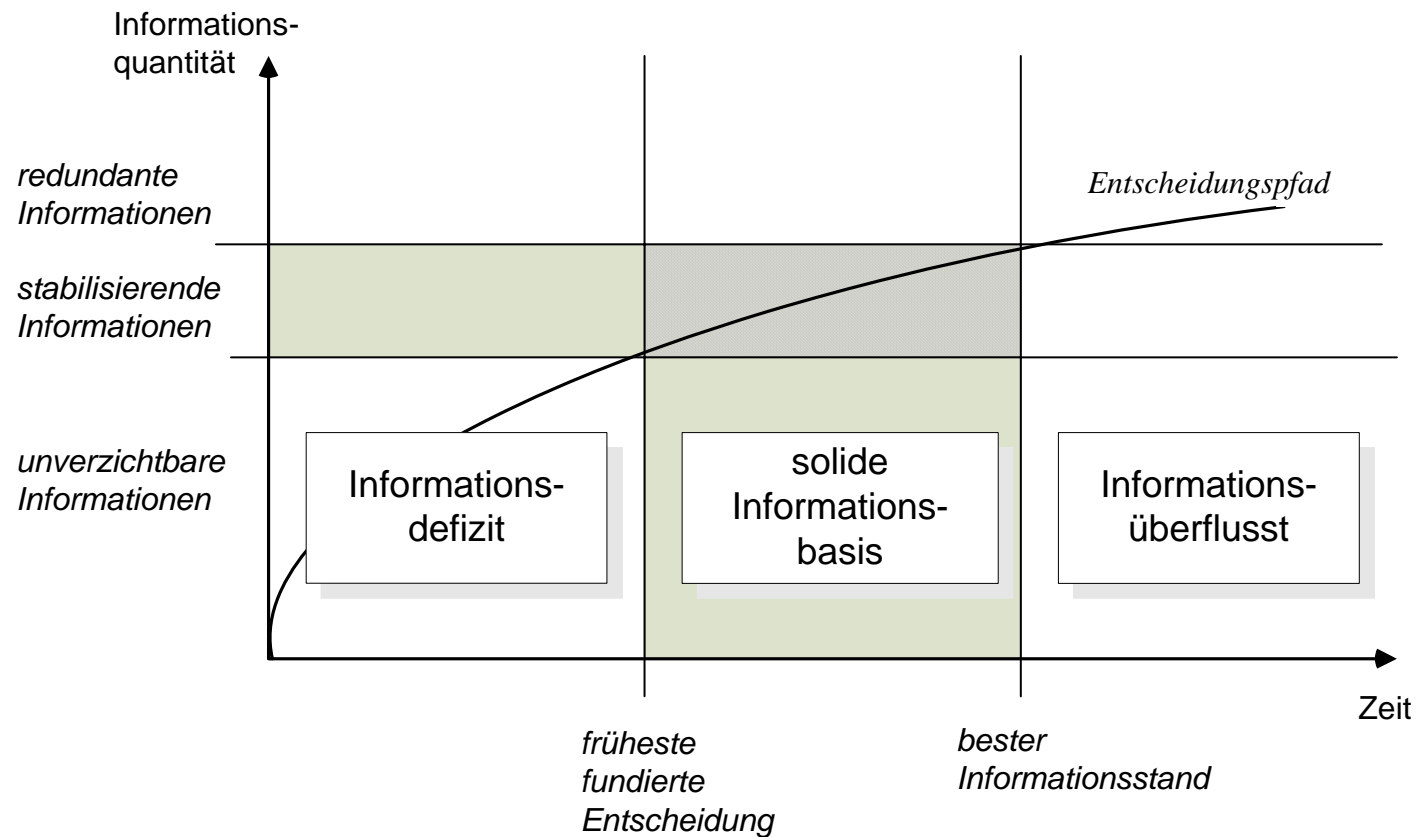 Informations-
quantität
redundante
Informationen
Entscheidungspfad
stabilisierende
Informationen
unverzichtbare
Informationen
Informations-
defizit
solide
Informations-
basis
Informations-
überflusst
Zeit
früheste
fundierte
Entscheidung
bester
Informationsstand